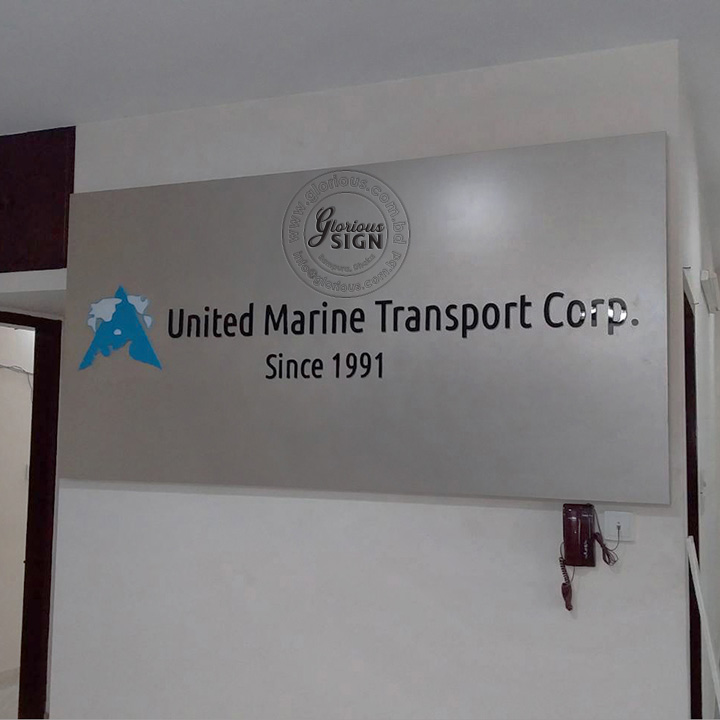 www.glorious.com.bd
Glorious
SIGN
info@glorious.com.bd
United Marine Transport Corp.
Since 1991